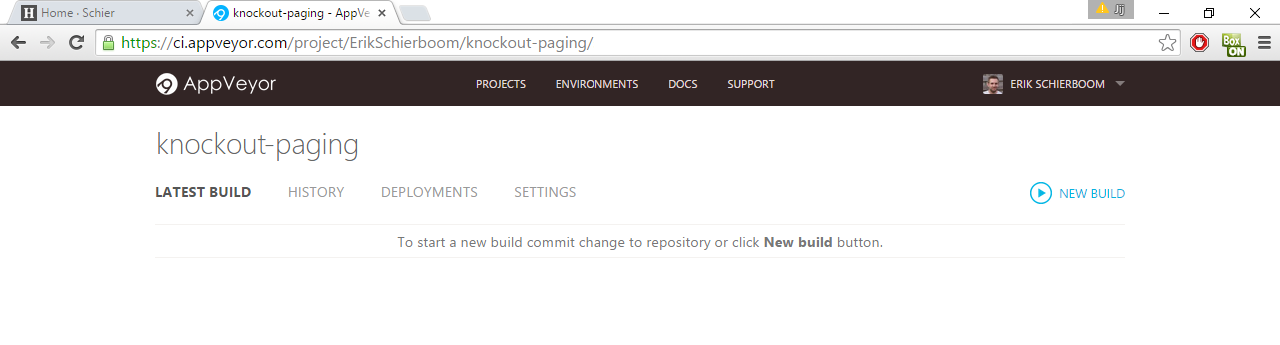 Home · Schier
knockout-paging - AppVe
Jij
https://ci.appveyor.com/project/ErikSchierboom/knockout-paging/
Box
ON
AppVeyor
PROJECTS
ENVIRONMENTS
DOCS
SUPPORT
ERIK SCHIERBOOM
knockout-paging
LATEST BUILD
HISTORY
DEPLOYMENTS
SETTINGS
NEW BUILD
To start a new build commit change to repository or click New build button.